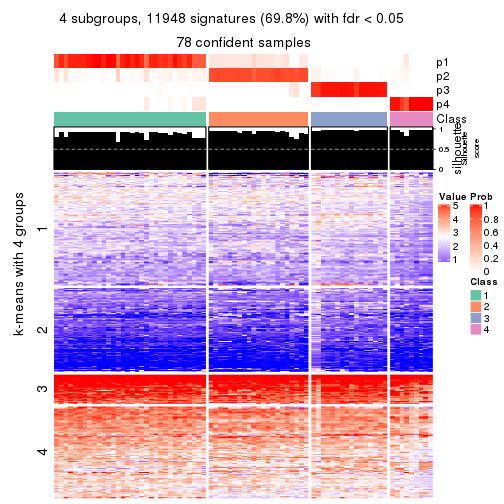 4 subgroups, 11948 signatures (69.8%) with fdr < 0.05
78 confident samples
p1
p2
p3
p4
Class
1
0.5
0
silhouette
Silhouette
score
k-means with 4 groups
1
2
3
4
Value
5
4
3
2
1
Prob
1
0.8
0.6
0.4
0.2
0
Class
1
2
3
4